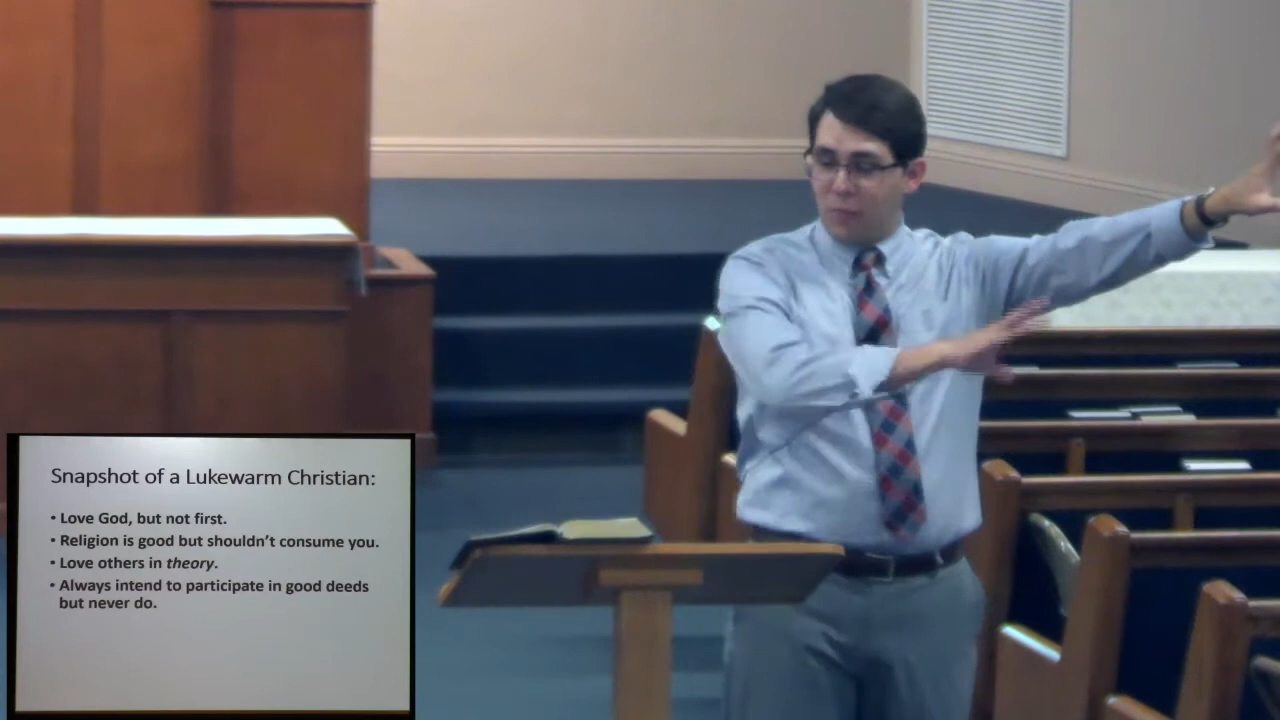 Snapshot of a Lukewarm Christian:
• Love God, but not first.
• Religion is good but shouldn't consume you.
• Love others in theory.
• Always intend to participate in good deeds
but never do.